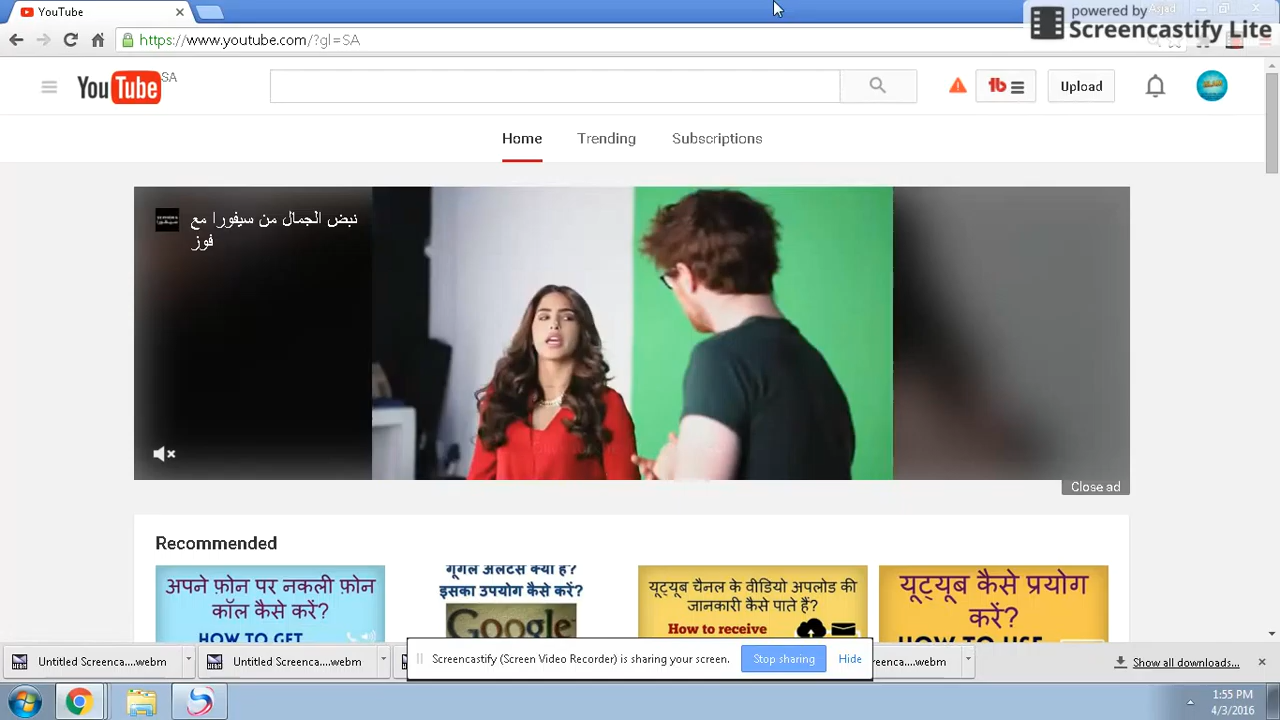 YouTube
powered by
Screencastify Lite
https://www.youtube.com/?gl=SA
YouTube SA
Upload
Home
Trending
Subscriptions
نبض الجمال من سيفورا مع
فوز
Close ad
Recommended
अपने फ़ोन पर नकली फ़ोन
कॉल कैसे करें?
HOW TO GET
गूगल अलर्टस क्या है?
इसका उपयोग कैसे करें?
Google
यूट्यूब चैनल के वीडियो अपलोड की
जानकारी कैसे पाते हैं?
How to receive
यूट्यूब कैसे प्रयोग
करें?
HOW TO USE
Untitled Screenca....webm
Untitled Screenca....webm
Screencastify (Screen Video Recorder) is sharing your screen.
Stop sharing
Hide
Show all downloads...
1:55 PM
4/3/2016